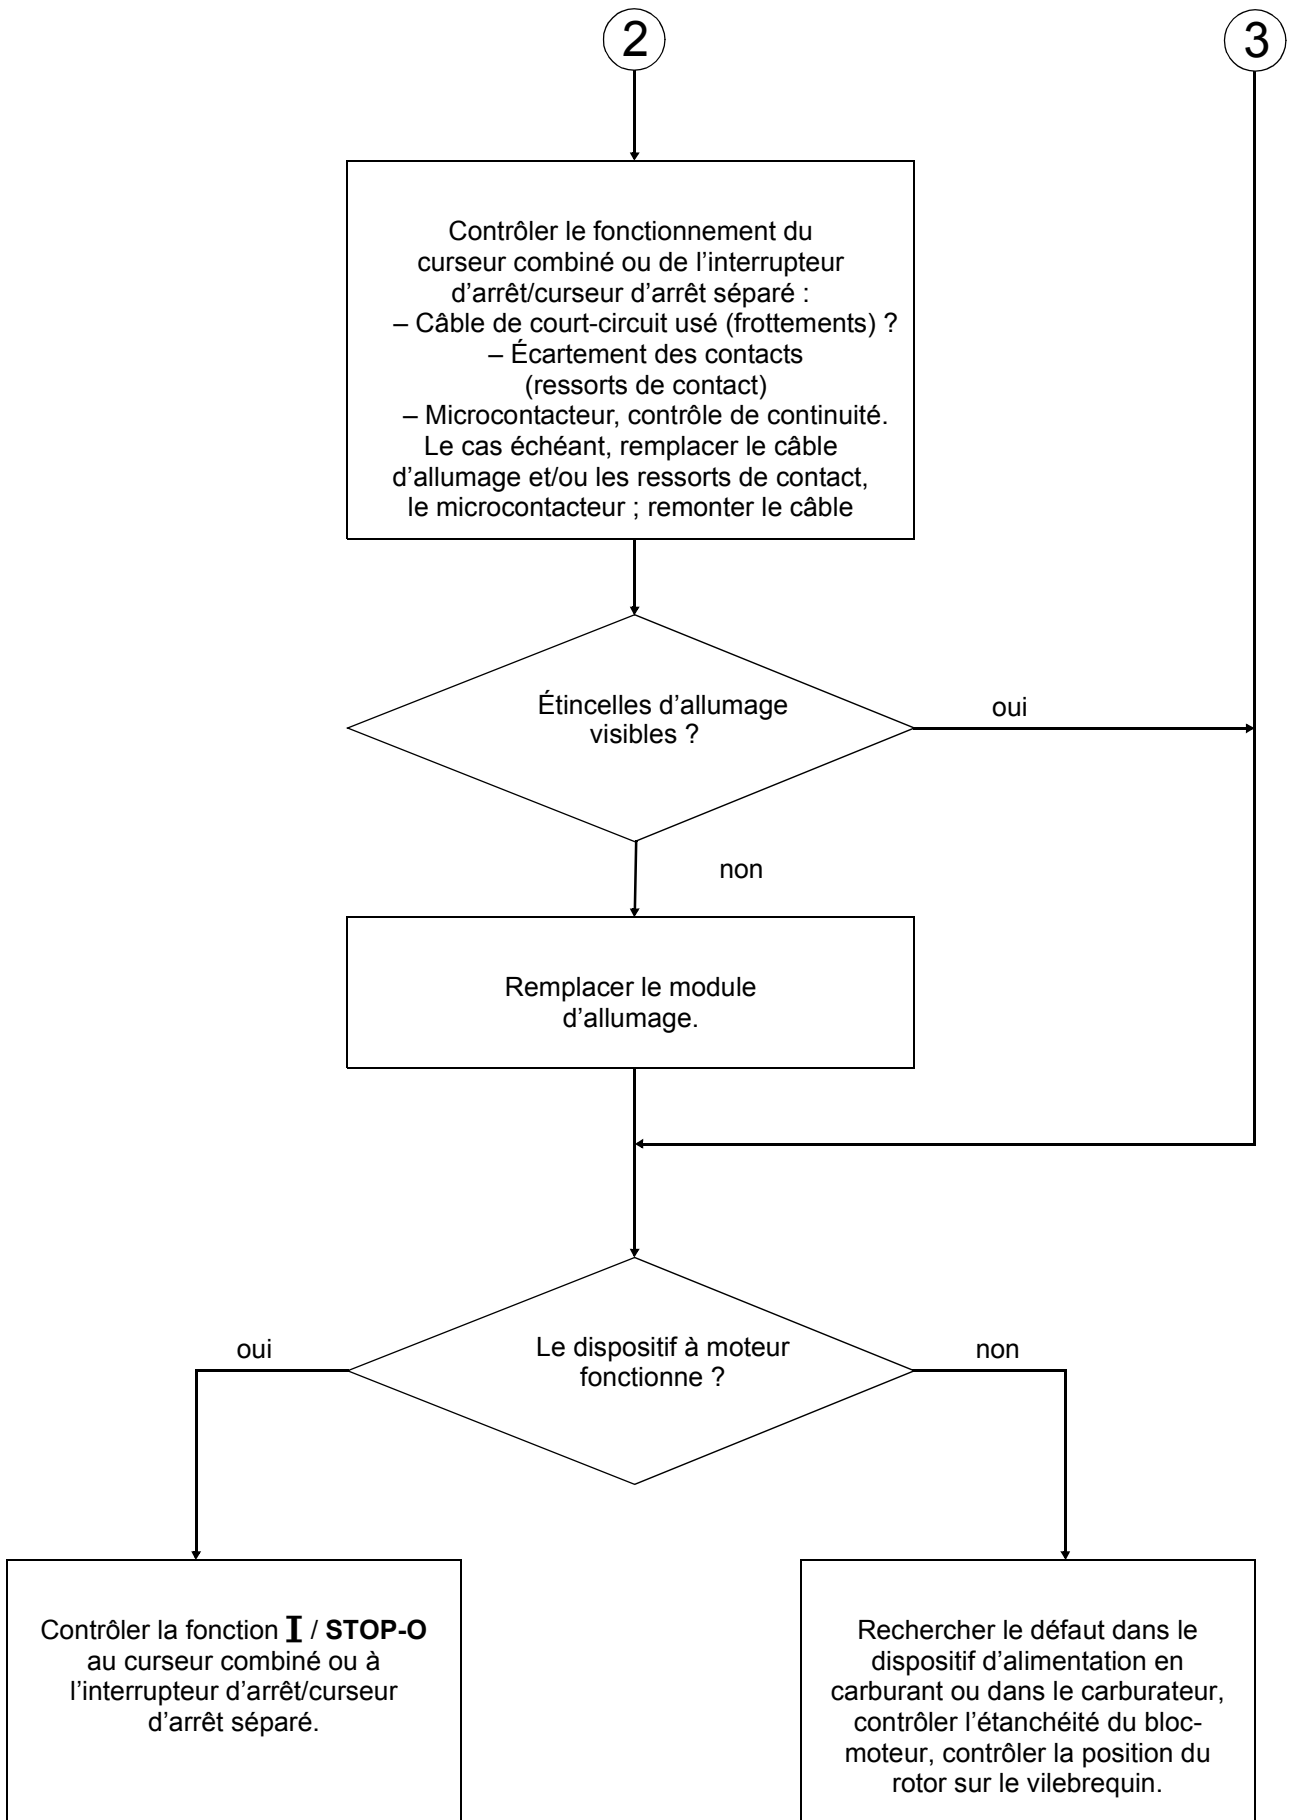 2
3
Contrôler le fonctionnement du
curseur combiné ou de l’interrupteur
d’arrêt/curseur d’arrêt séparé :
– Câble de court-circuit usé (frottements) ?
– Écartement des contacts
(ressorts de contact)
– Microcontacteur, contrôle de continuité.
Le cas échéant, remplacer le câble
d’allumage et/ou les ressorts de contact,
le microcontacteur ; remonter le câble
Étincelles d’allumage
visibles ?
oui
non
Remplacer le module
d’allumage.
Le dispositif à moteur
fonctionne ?
oui
non
Contrôler la fonction I / STOP-O
au curseur combiné ou à
l’interrupteur d’arrêt/curseur
d’arrêt séparé.
Rechercher le défaut dans le
dispositif d’alimentation en
carburant ou dans le carburateur,
contrôler l’étanchéité du bloc-
moteur, contrôler la position du
rotor sur le vilebrequin.